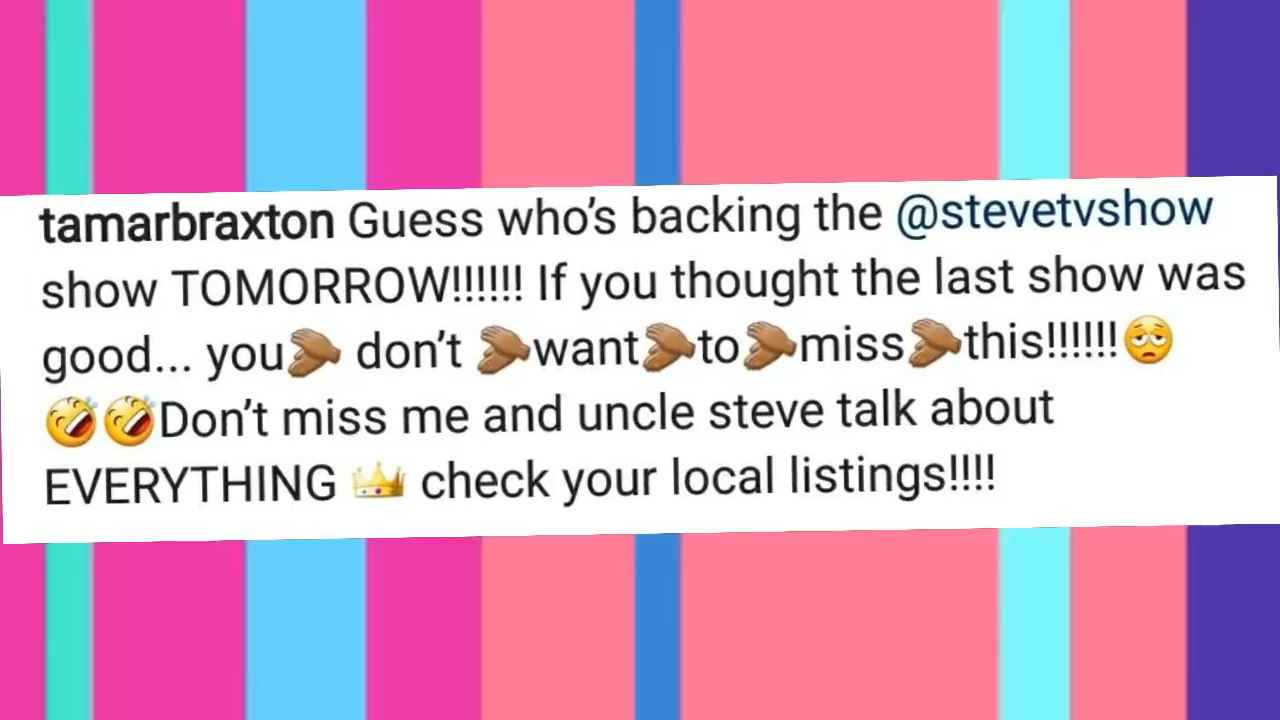 tamarbraxton Guess who's backing the @stevetvshow
show TOMORROW!!!!!! If you thought the last show was
good... you👏🏾 don't 👏🏾want👏🏾to👏🏾miss👏🏾this!!!!!!😩
🤣🤣Don't miss me and uncle steve talk about
EVERYTHING 👑 check your local listings!!!!